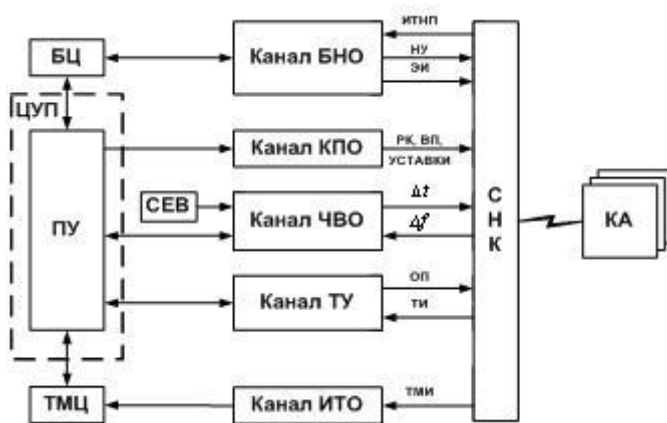 ИТНП
БЦ
Канал БНО
НУ
ЭИ
ЦУП
Канал КПО
РК, ВП,
УСТАВКИ
СЕВ
Канал ЧВО
Δt
Δf
ПУ
С
Н
К
КА
Канал ТУ
ОП
ТИ
ТМЦ
Канал ИТО
ТМИ